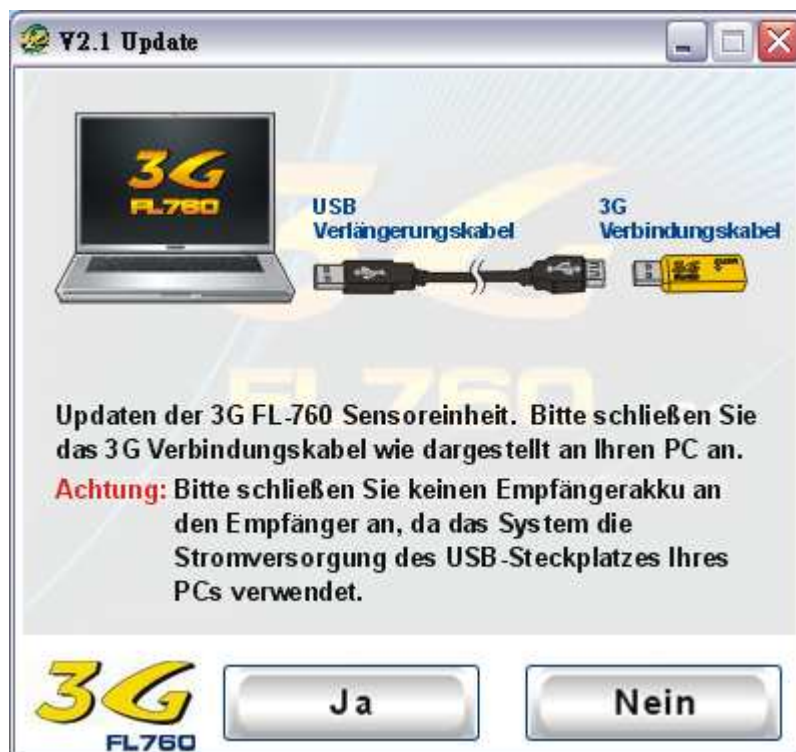 V2.1 Update
3G
FL760
USB
Verlängerungskabel
3G
Verbindungskabel
3G
FL760
Updaten der 3G FL-760 Sensoreinheit. Bitte schließen Sie
das 3G Verbindungskabel wie dargestellt an Ihren PC an.
Achtung: Bitte schließen Sie keinen Empfängerakku an
den Empfänger an, da das System die
Stromversorgung des USB-Steckplatzes Ihres
PCs verwendet.
3G
FL760
Ja
Nein